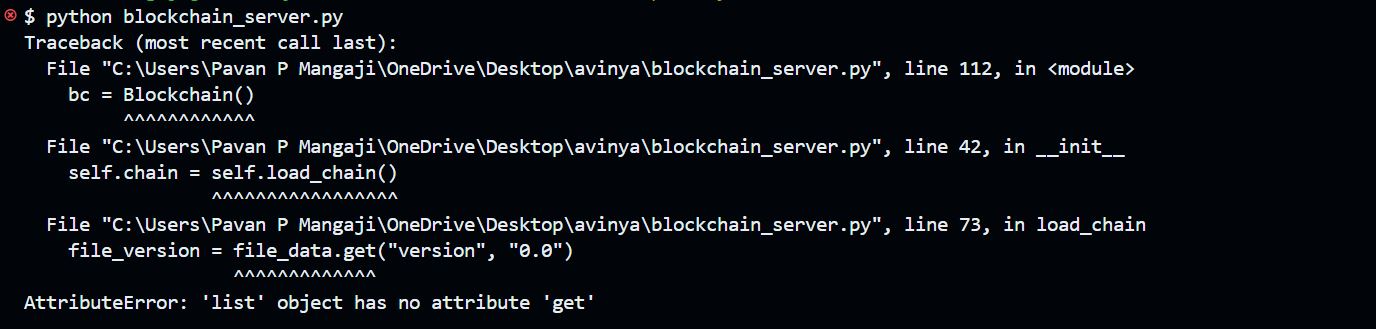 $ python blockchain_server.py
Traceback (most recent call last):
  File "C:\Users\Pavan P Mangaji\OneDrive\Desktop\avinya\blockchain_server.py", line 112, in <module>
    bc = Blockchain()
         ^^^^^^^^^^^^
  File "C:\Users\Pavan P Mangaji\OneDrive\Desktop\avinya\blockchain_server.py", line 42, in __init__
    self.chain = self.load_chain()
                 ^^^^^^^^^^^^^^^^^
  File "C:\Users\Pavan P Mangaji\OneDrive\Desktop\avinya\blockchain_server.py", line 73, in load_chain
    file_version = file_data.get("version", "0.0")
                   ^^^^^^^^^^^^^
AttributeError: 'list' object has no attribute 'get'